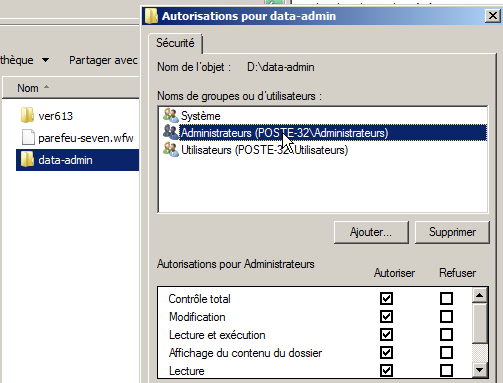 Autorisations pour data-admin
thèque Partager avec
Nom
ver613
parefeu-seven.wfw
data-admin
Sécurité
Nom de l'objet : D:\data-admin
Noms de groupes ou d'utilisateurs :
Système
Administrateurs (POSTE-32\Administrateurs)
Utilisateurs (POSTE-32\Utilisateurs)
Ajouter... Supprimer
Autorisations pour Administrateurs Autoriser Refuser
Contrôle total
Modification
Lecture et exécution
Affichage du contenu du dossier
Lecture